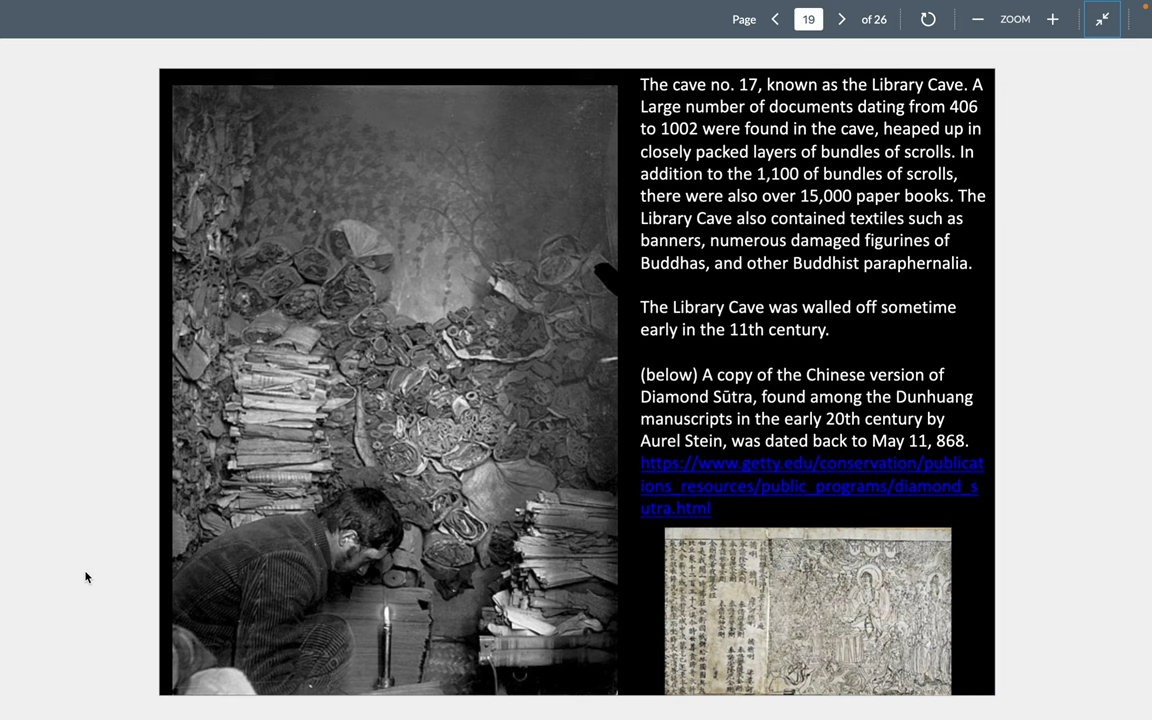 Page 19 of 26 ZOOM
The cave no. 17, known as the Library Cave. A
Large number of documents dating from 406
to 1002 were found in the cave, heaped up in
closely packed layers of bundles of scrolls. In
addition to the 1,100 of bundles of scrolls,
there were also over 15,000 paper books. The
Library Cave also contained textiles such as
banners, numerous damaged figurines of
Buddhas, and other Buddhist paraphernalia.
The Library Cave was walled off sometime
early in the 11th century.
(below) A copy of the Chinese version of
Diamond Sūtra, found among the Dunhuang
manuscripts in the early 20th century by
Aurel Stein, was dated back to May 11, 868.
https://www.getty.edu/conservation/publicat
ions_resources/public_programs/diamond_s
utra.html